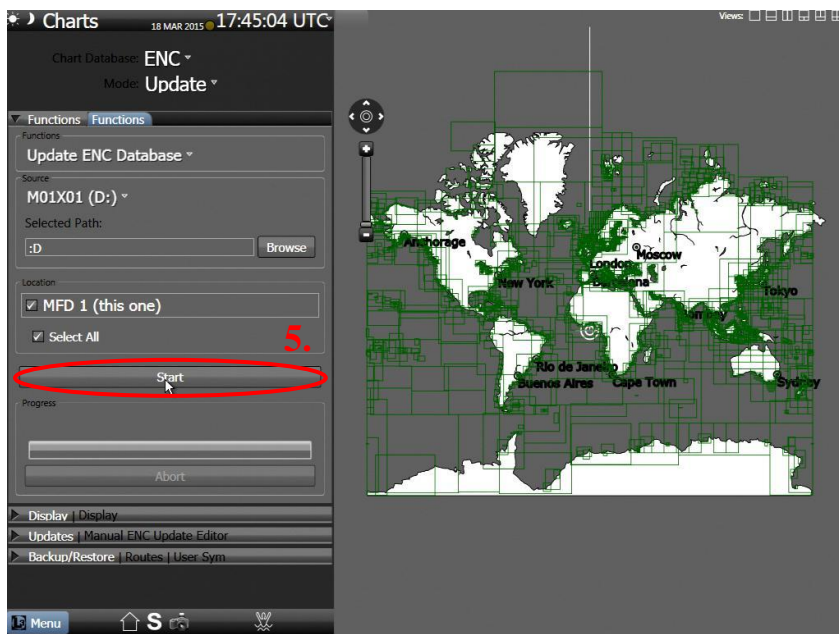 Charts 18 MAR 2015 17:45:04 UTC
Views:
Chart Database: ENC
Mode: Update
Functions Functions
Functions
Update ENC Database
Source
M01X01 (D:)
Selected Path:
:D Browse
Location
MFD 1 (this one)
Select All
5.
Start
Progress
Abort
Display | Display
Updates | Manual ENC Update Editor
Backup/Restore | Routes | User Sym
Menu S
Anchorage
Moscow
London
New York
Tokyo
Rio de Janeiro
Buenos Aires Cape Town Sydney